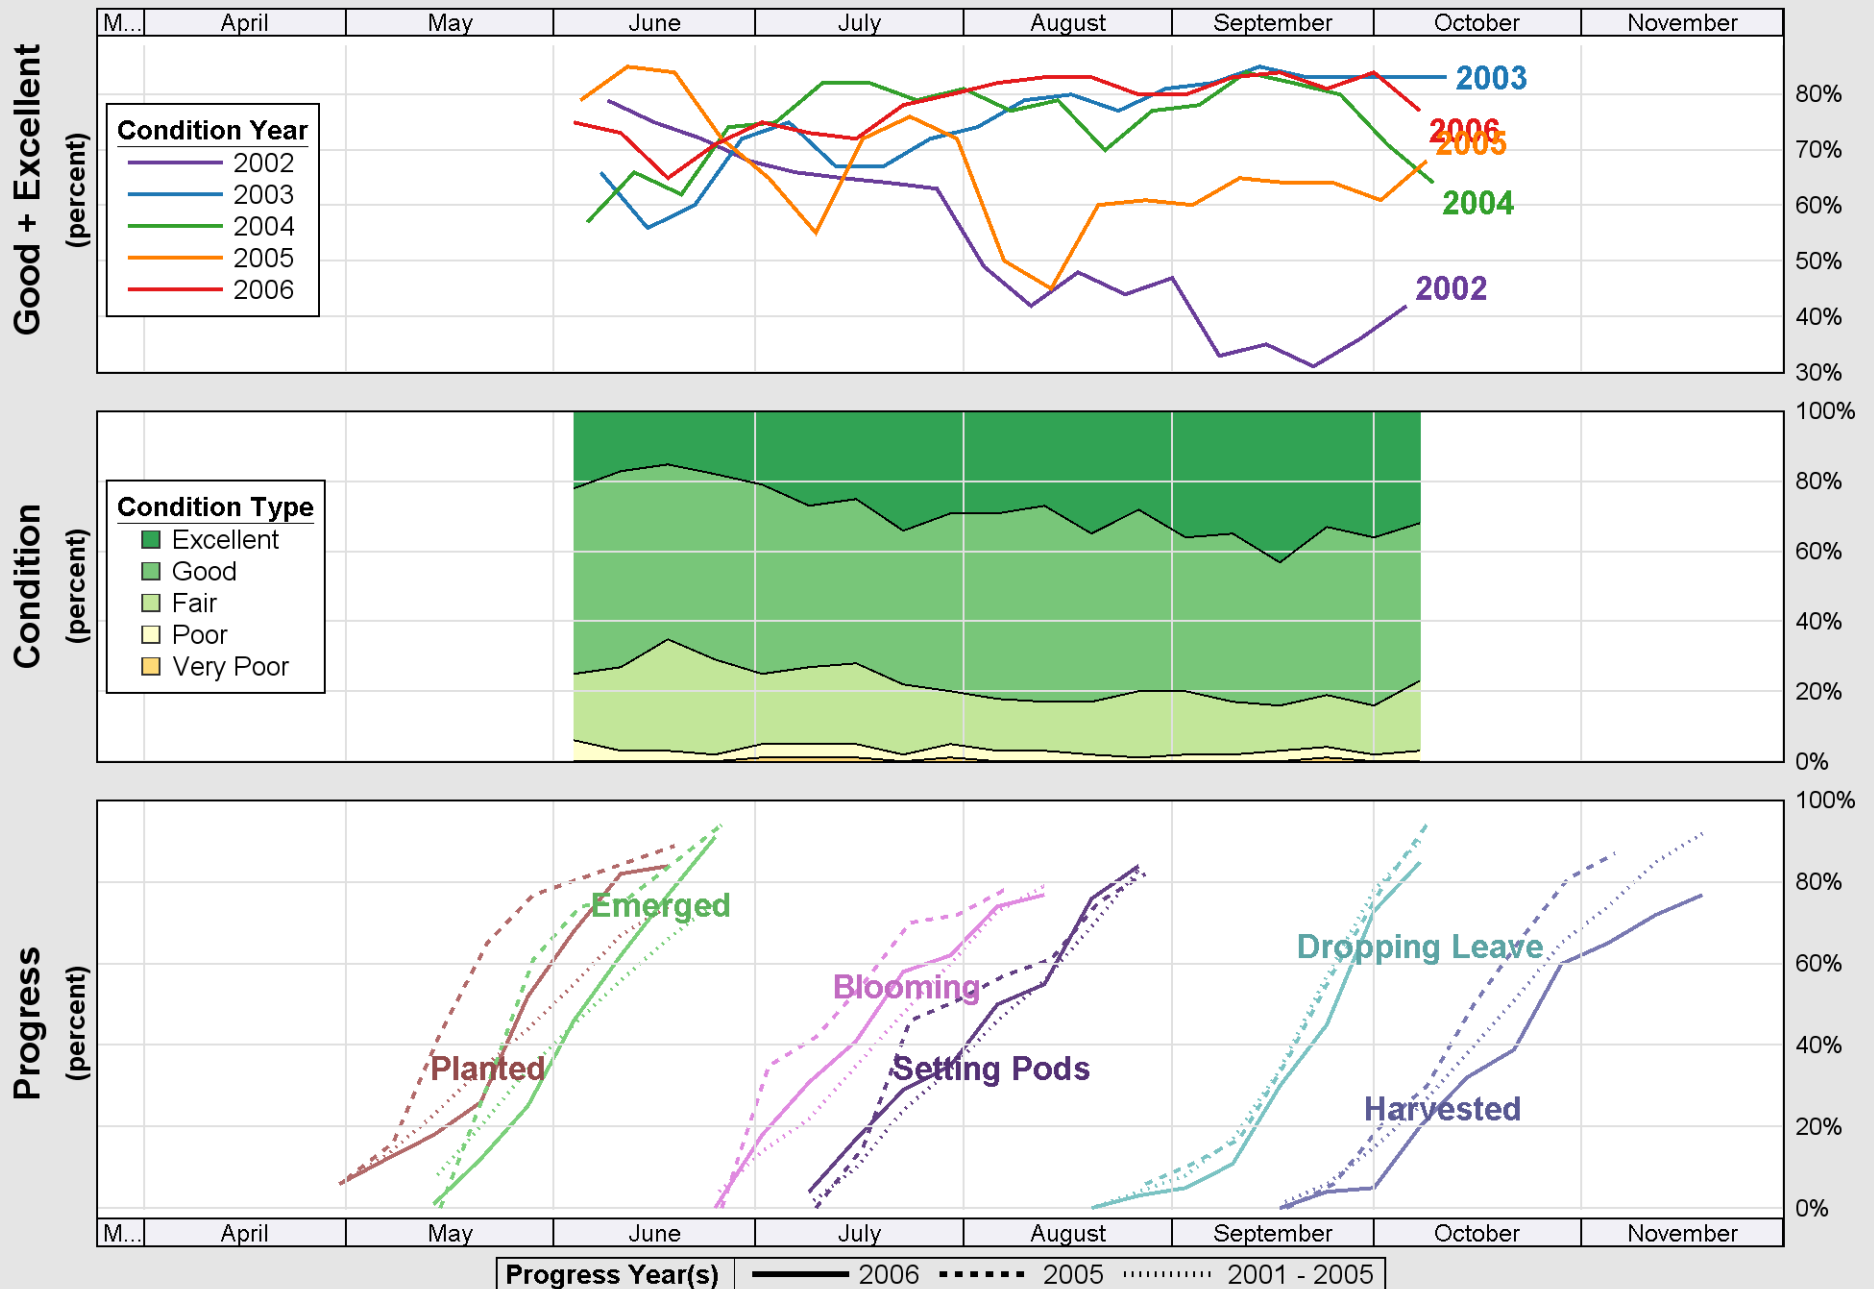 M... April May June July August September October November
Good + Excellent
(percent)
Condition Year
2002
2003
2004
2005
2006
2003
2006
2005
2004
2002
80%
70%
60%
50%
40%
30%
Condition
(percent)
Condition Type
Excellent
Good
Fair
Poor
Very Poor
100%
80%
60%
40%
20%
0%
Progress
(percent)
Emerged
Planted
Blooming
Setting Pods
Dropping Leave
Harvested
100%
80%
60%
40%
20%
0%
M... April May June July August September October November
Progress Year(s) 2006 2005 2001 - 2005